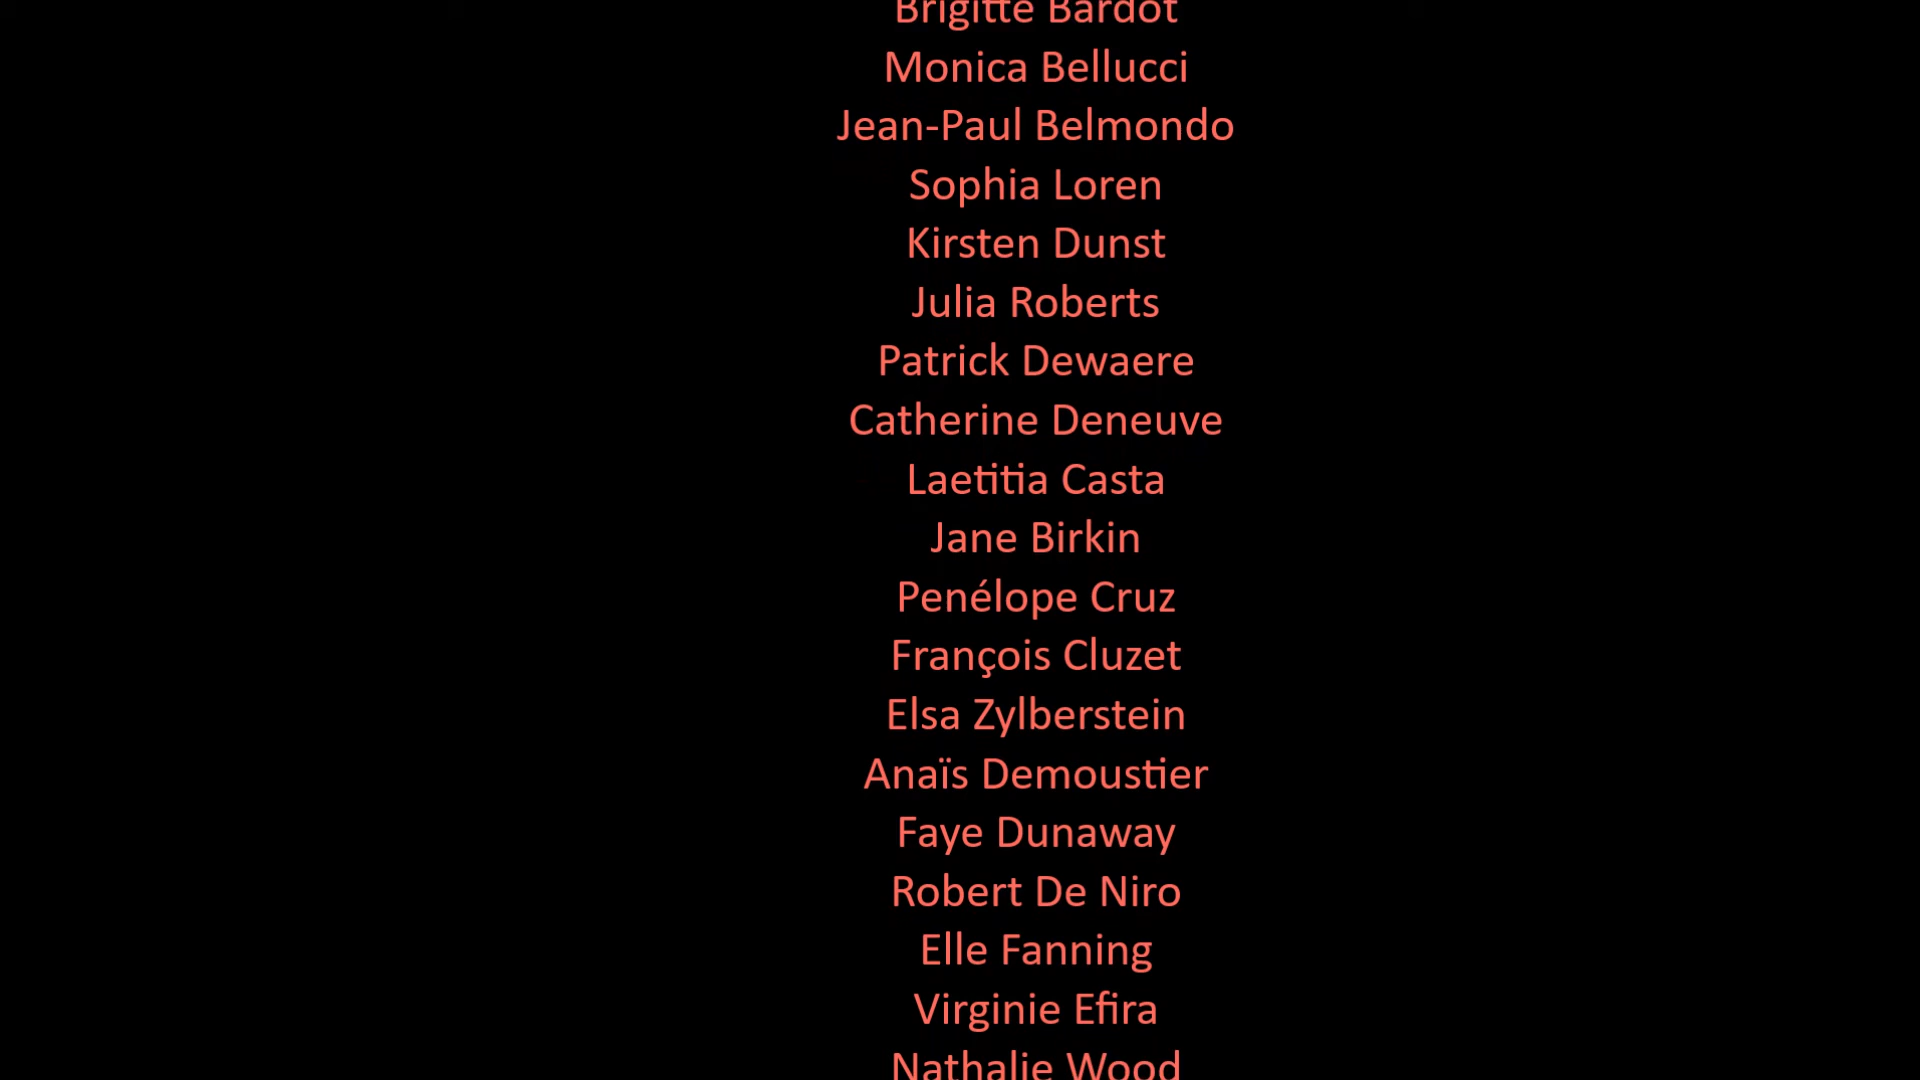 Brigitte Bardot
Monica Bellucci
Jean-Paul Belmondo
Sophia Loren
Kirsten Dunst
Julia Roberts
Patrick Dewaere
Catherine Deneuve
Laetitia Casta
Jane Birkin
Penélope Cruz
François Cluzet
Elsa Zylberstein
Anaïs Demoustier
Faye Dunaway
Robert De Niro
Elle Fanning
Virginie Efira
Nathalie Wood